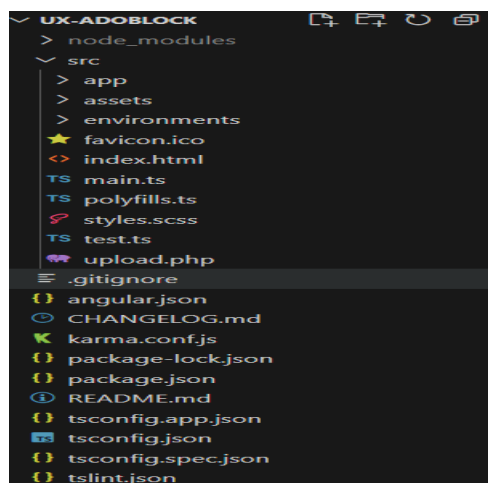 UX-ADOBLOCK
node_modules
src
app
assets
environments
favicon.ico
<> index.html
TS main.ts
TS polyfills.ts
styles.scss
TS test.ts
php upload.php
.gitignore
{} angular.json
CHANGELOG.md
K karma.conf.js
{} package-lock.json
{} package.json
README.md
{} tsconfig.app.json
TS tsconfig.json
{} tsconfig.spec.json
{} tslint.json